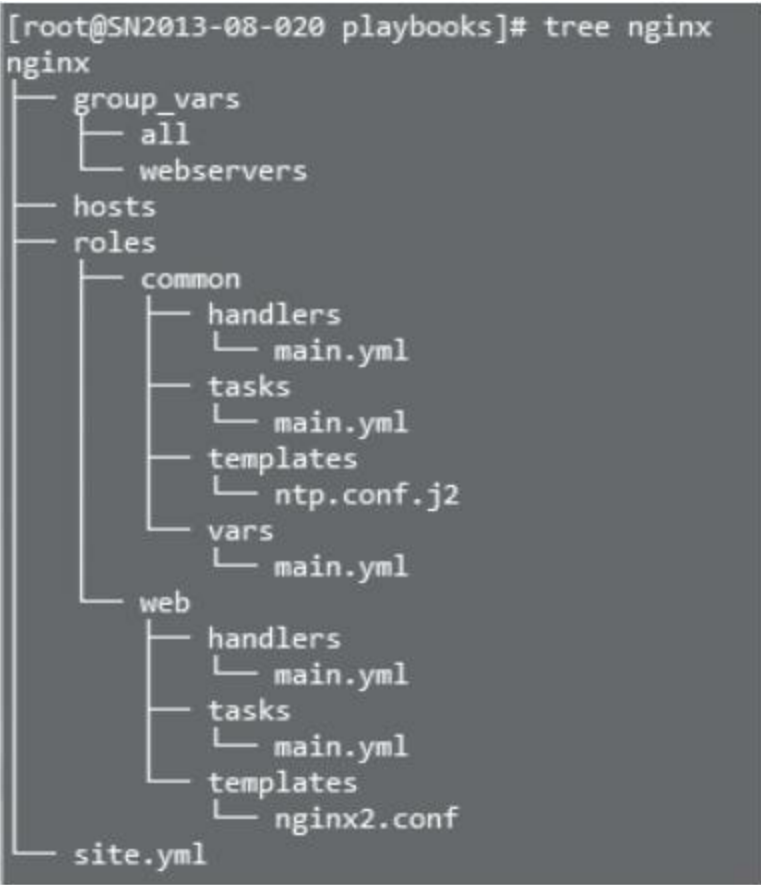 [root@SN2013-08-020 playbooks]# tree nginx
nginx
├── group_vars
│   ├── all
│   └── webservers
├── hosts
├── roles
│   ├── common
│   │   ├── handlers
│   │   │   └── main.yml
│   │   ├── tasks
│   │   │   └── main.yml
│   │   ├── templates
│   │   │   └── ntp.conf.j2
│   │   └── vars
│   │       └── main.yml
│   └── web
│       ├── handlers
│       │   └── main.yml
│       ├── tasks
│       │   └── main.yml
│       └── templates
│           └── nginx2.conf
└── site.yml